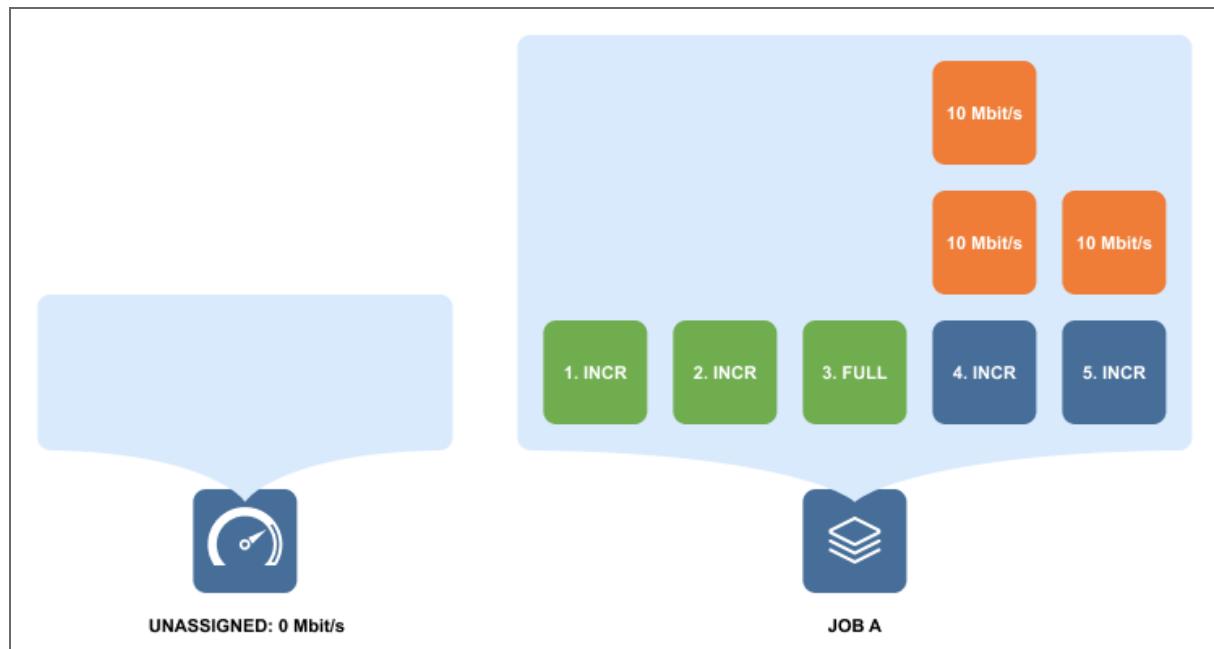 10 Mbit/s
10 Mbit/s
10 Mbit/s
1. INCR
2. INCR
3. FULL
4. INCR
5. INCR
UNASSIGNED: 0 Mbit/s
JOB A